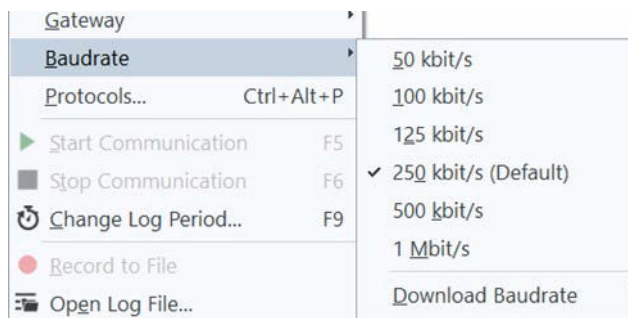 Gateway
Baudrate
Protocols... Ctrl+Alt+P
Start Communication F5
Stop Communication F6
Change Log Period... F9
Record to File
Open Log File...
50 kbit/s
100 kbit/s
125 kbit/s
250 kbit/s (Default)
500 kbit/s
1 Mbit/s
Download Baudrate